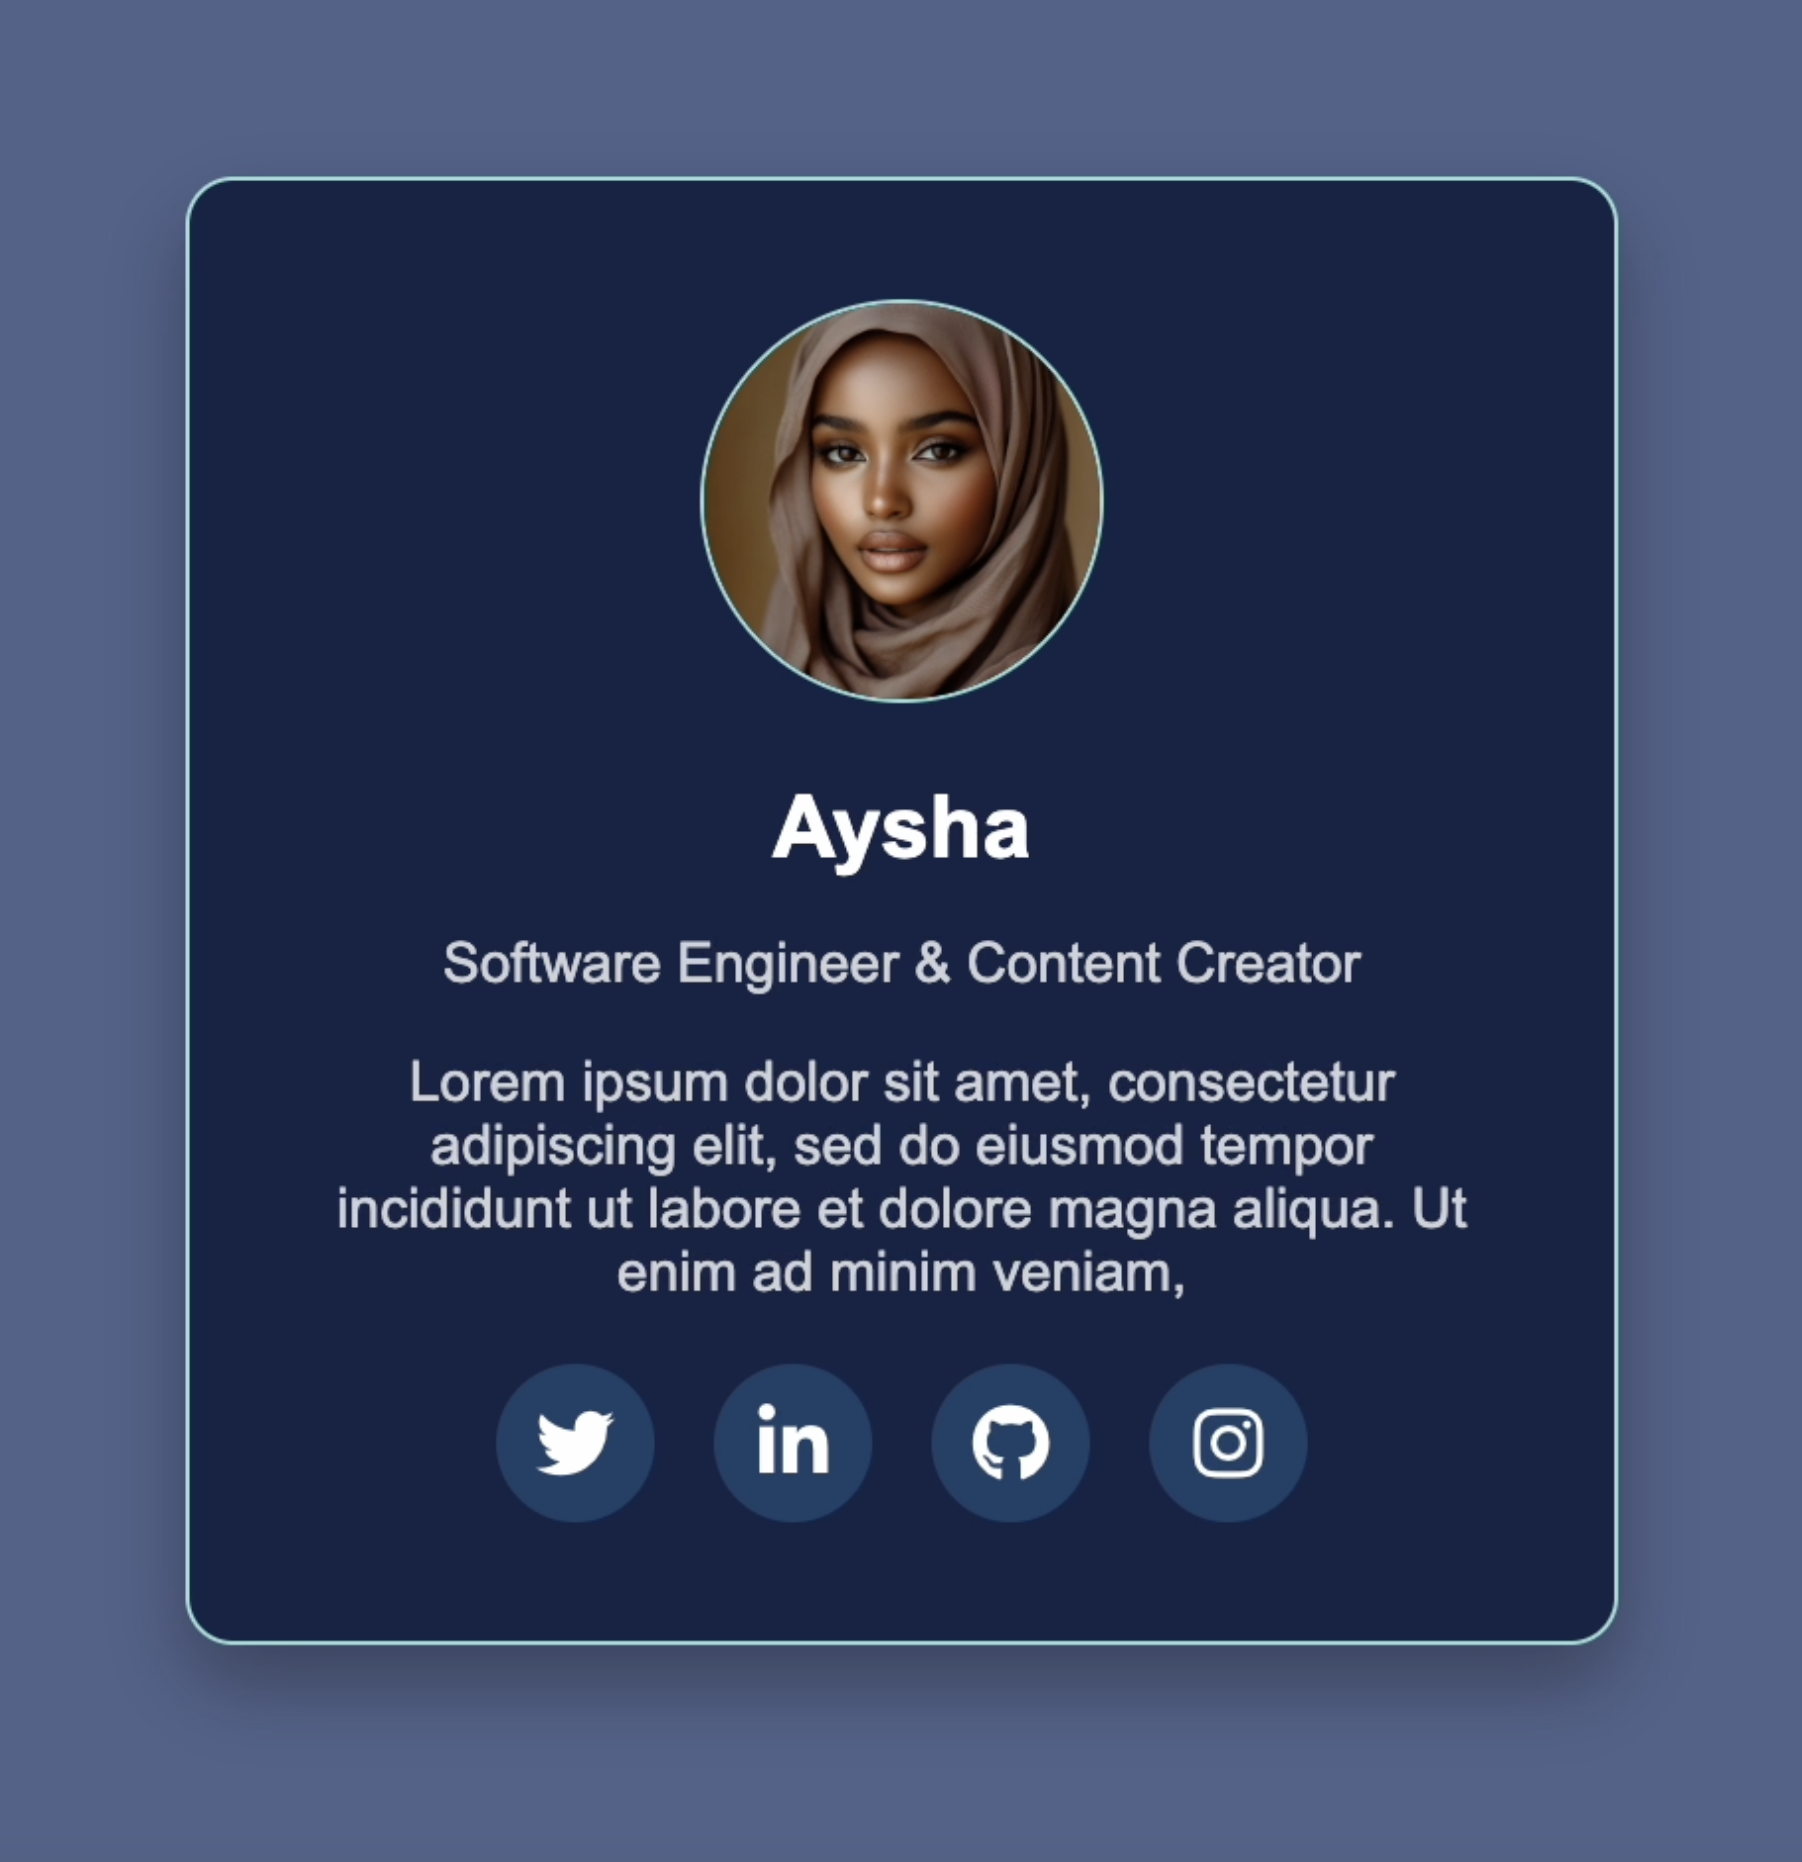 Aysha
Software Engineer & Content Creator
Lorem ipsum dolor sit amet, consectetur
adipiscing elit, sed do eiusmod tempor
incididunt ut labore et dolore magna aliqua. Ut
enim ad minim veniam,
in